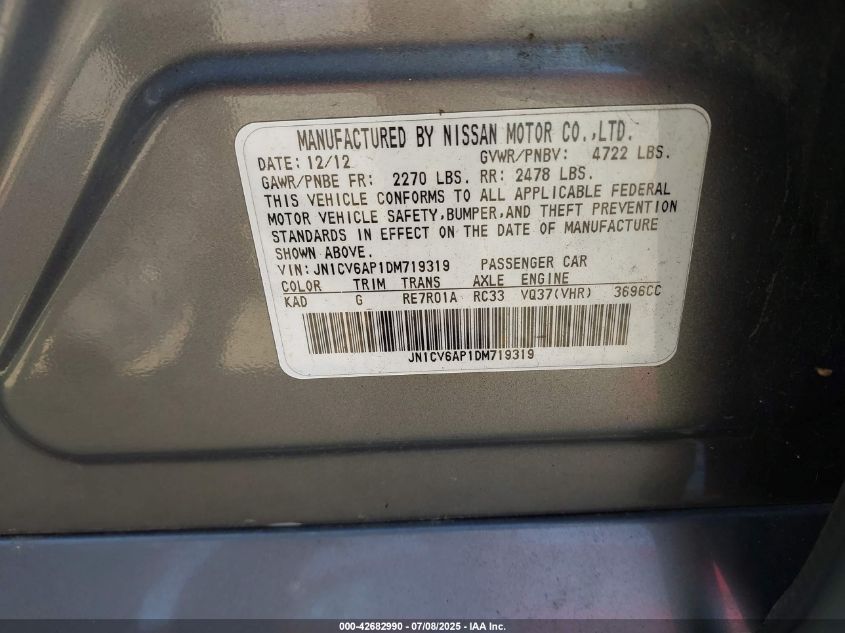 MANUFACTURED BY NISSAN MOTOR CO.,LTD.
DATE: 12/12 GVWR/PNBV: 4722 LBS.
GAWR/PNBE FR: 2270 LBS. RR: 2478 LBS.
THIS VEHICLE CONFORMS TO ALL APPLICABLE FEDERAL
MOTOR VEHICLE SAFETY,BUMPER,AND THEFT PREVENTION
STANDARDS IN EFFECT ON THE DATE OF MANUFACTURE
SHOWN ABOVE.
VIN: JN1CV6AP1DM719319 PASSENGER CAR
COLOR TRIM TRANS AXLE ENGINE
KAD G RE7R01A RC33 VQ37(VHR) 3696CC
JN1CV6AP1DM719319
000-42682990 - 07/08/2025 - IAA Inc.